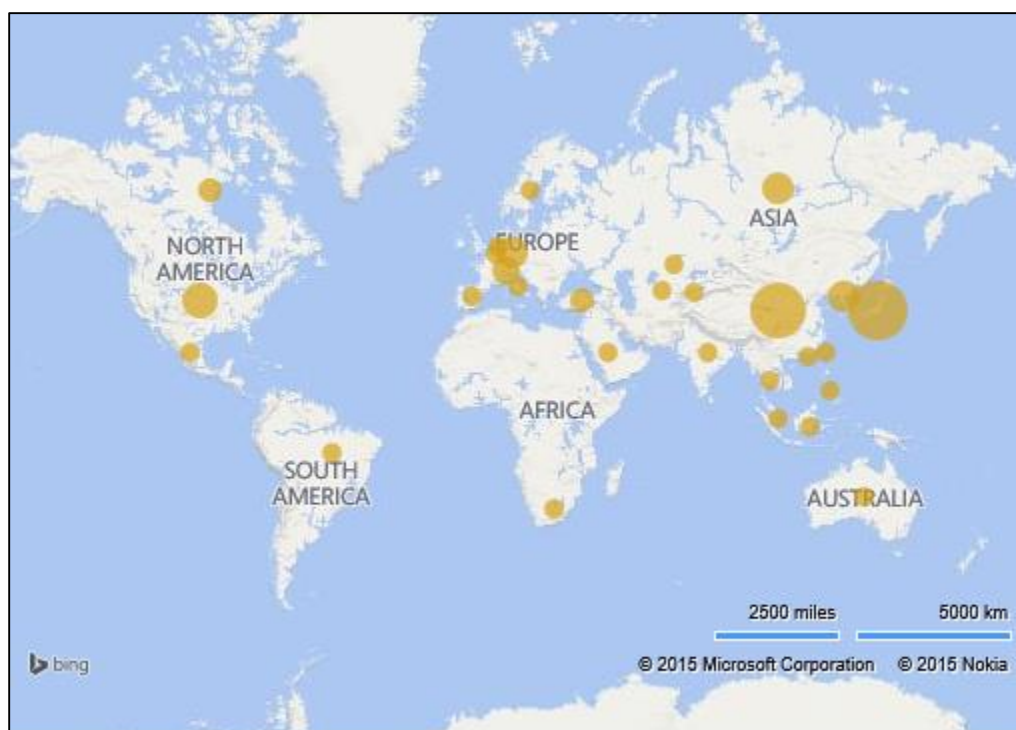 ASIA
NORTH
AMERICA
EUROPE
AFRICA
SOUTH
AMERICA
AUSTRALIA
2500 miles 5000 km
bing
© 2015 Microsoft Corporation © 2015 Nokia